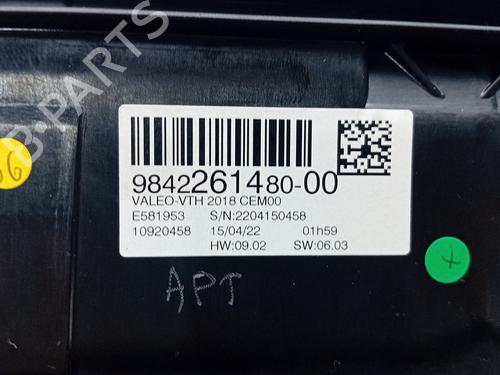 B-PARTS
06
9842261480-00
VALEO-VTH 2018 CEM00
E581953 S/N:2204150458
10920458 15/04/22 01h59
HW:09.02 SW:06.03
APT